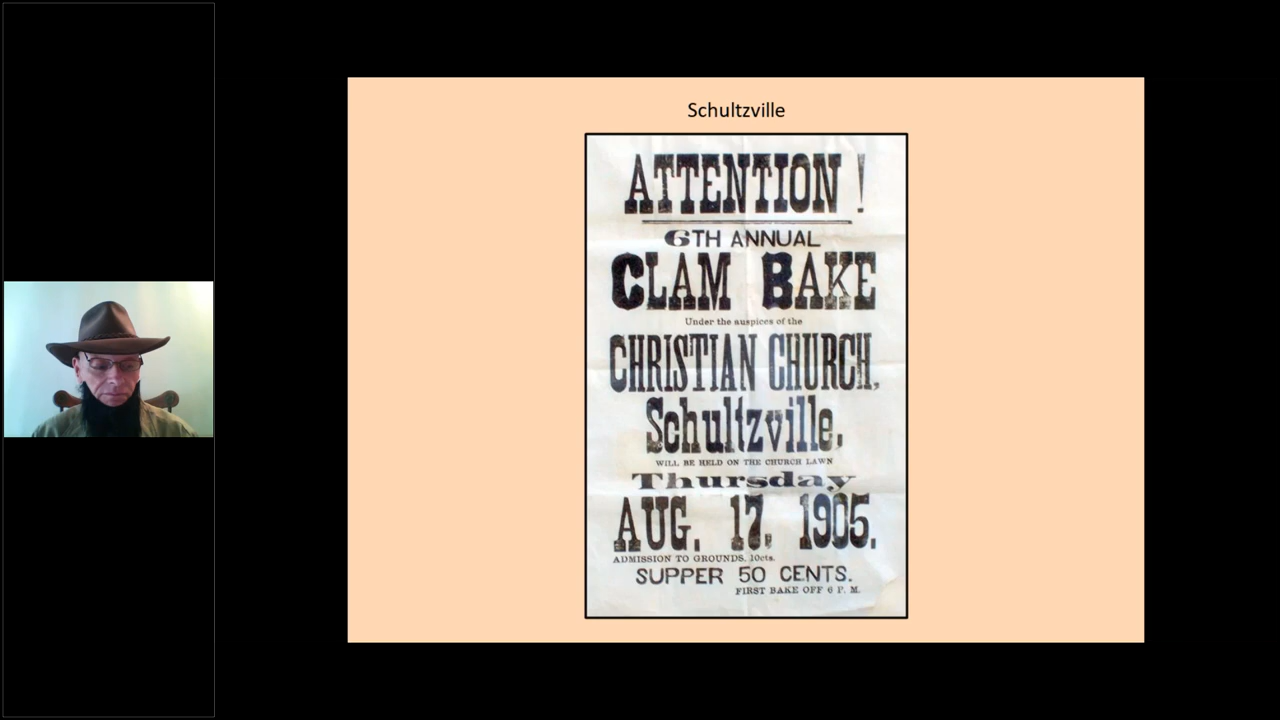 Schultzville
ATTENTION !
6TH ANNUAL
CLAM BAKE
Under the auspices of the
CHRISTIAN CHURCH,
Schultzville,
WILL BE HELD ON THE CHURCH LAWN
Thursday
AUG. 17, 1905.
ADMISSION TO GROUNDS. 10cts.
SUPPER 50 CENTS.
FIRST BAKE OFF 6 P. M.